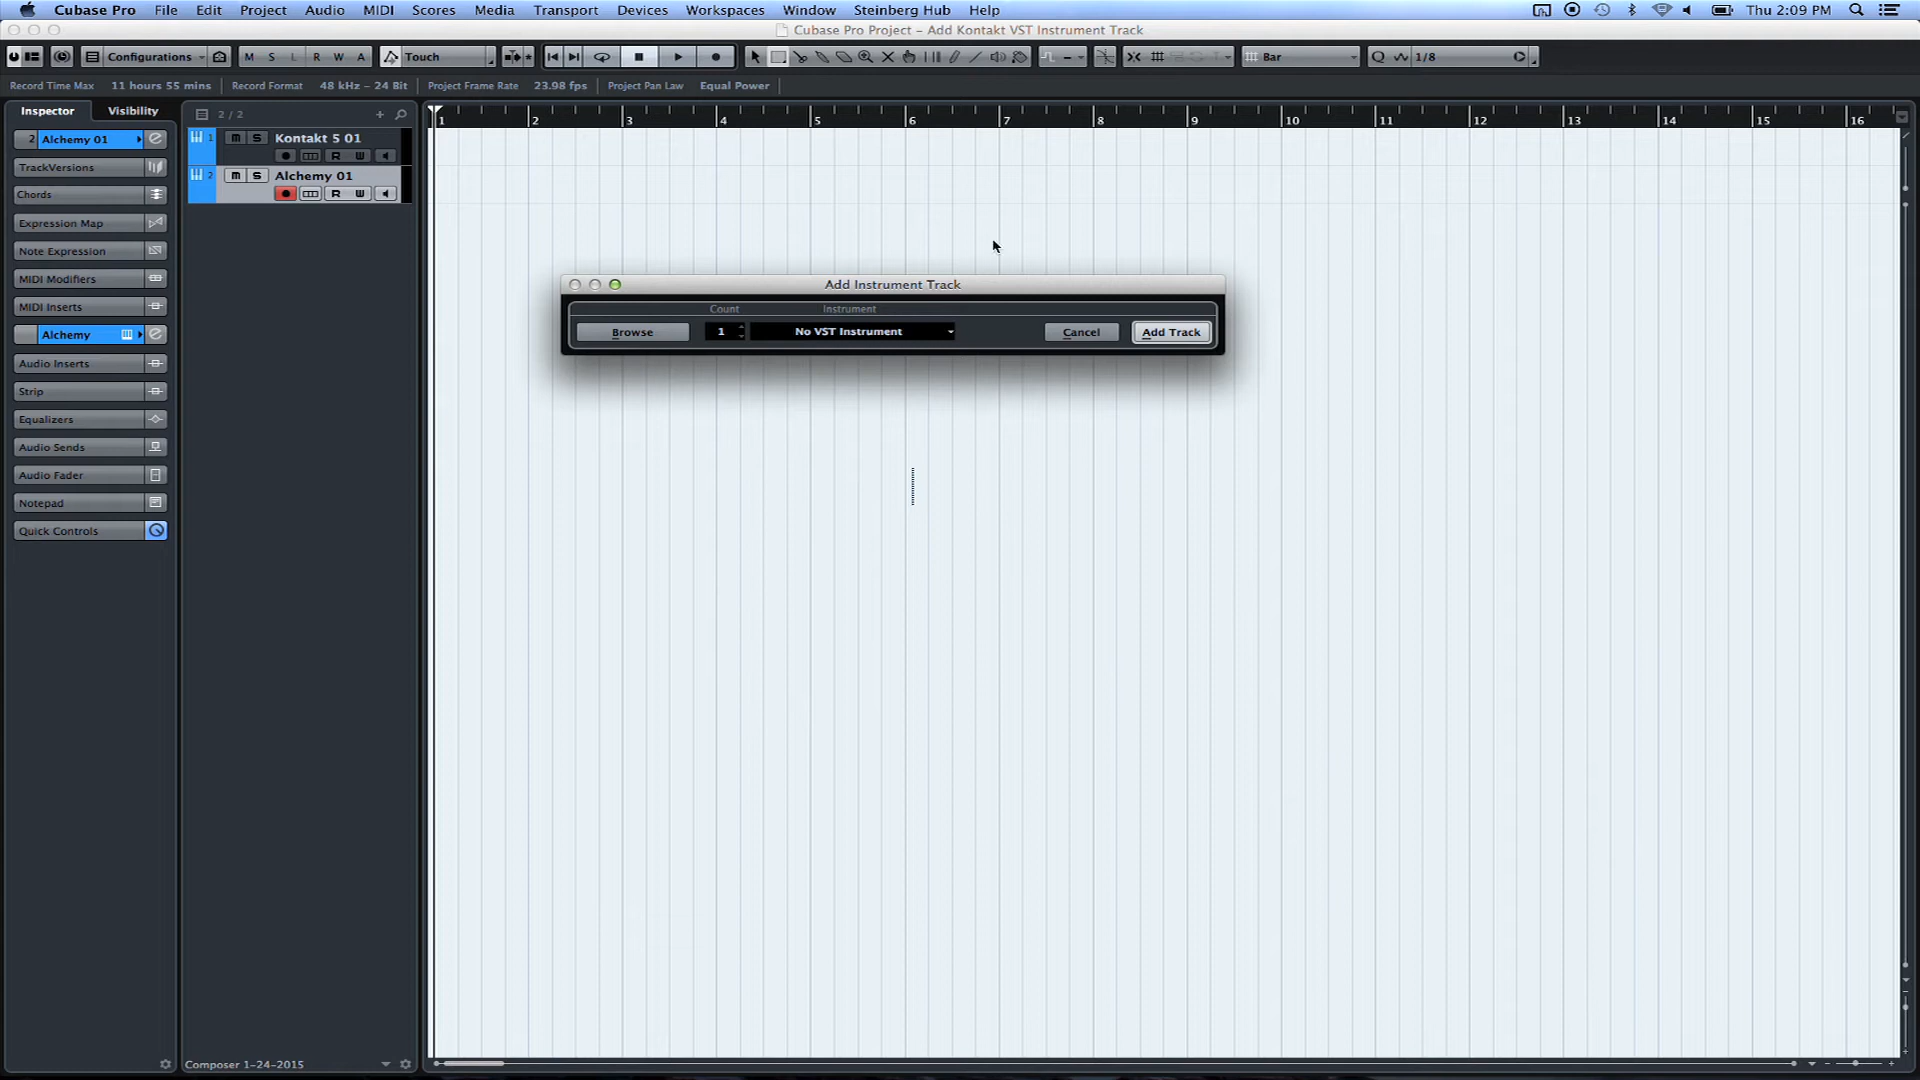 Cubase Pro File Edit Project Audio MIDI Scores Media Transport Devices Window Workspaces Steinberg Hub Help Thu 2:09 PM
Cubase Pro Project – Add Kontakt VST Instrument Track
Configurations M S L R W A Touch Bar Q 1/8
Record Time Max 11 hours 55 mins Record Format 48 kHz – 24 Bit Project Frame Rate 23.98 fps Project Pan Law Equal Power
Inspector Visibility 2 / 2 +
1 2 3 4 5 6 7 8 9 10 11 12 13 14 15 16
2 Alchemy 01
1 m S Kontakt 5 01
R W
TrackVersions
2 m S Alchemy 01
R W
Chords
Expression Map
Note Expression
MIDI Modifiers
MIDI Inserts
Alchemy
Audio Inserts
Strip
Equalizers
Audio Sends
Audio Fader
Notepad
Quick Controls
Add Instrument Track
Count Instrument
Browse 1 No VST Instrument Cancel Add Track
Composer 1-24-2015